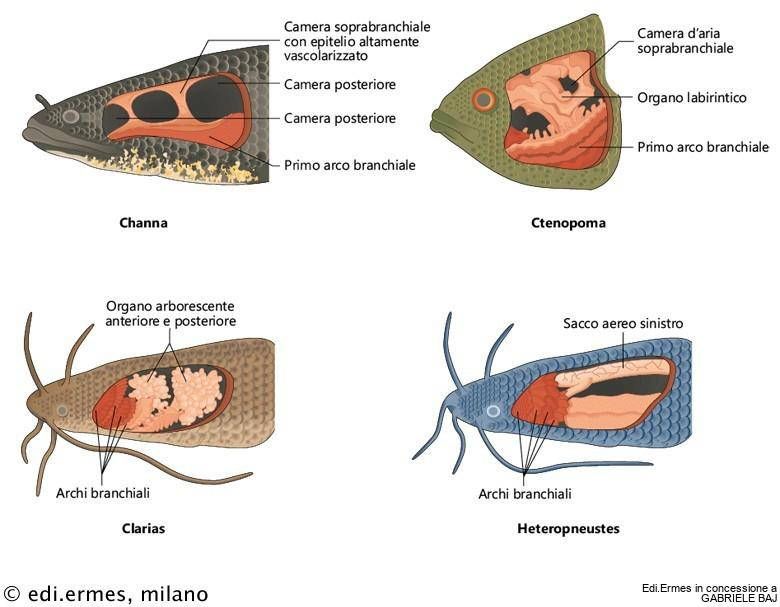 Camera soprabranchiale
con epitelio altamente
vascolarizzato
Camera posteriore
Camera posteriore
Primo arco branchiale
Channa
Camera d'aria
soprabranchiale
Organo labirintico
Primo arco branchiale
Ctenopoma
Organo arborescente
anteriore e posteriore
Archi branchiali
Clarias
Sacco aereo sinistro
Archi branchiali
Heteropneustes
© edi.ermes, milano
Edi.Ermes in concessione a
GABRIELE BAJ